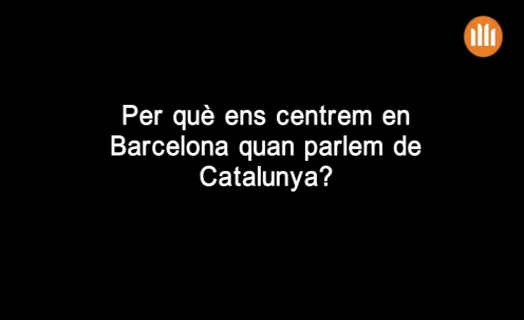 Per què ens centrem en
Barcelona quan parlem de
Catalunya?